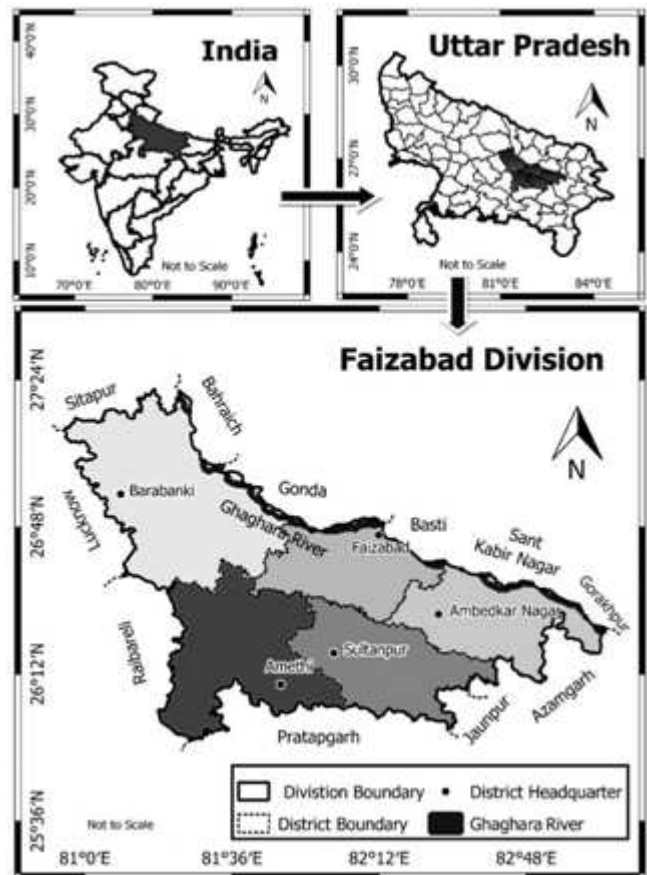 India
N
40°0'N
30°0'N
20°0'N
10°0'N
Not to Scale
70°0'E
80°0'E
90°0'E
Uttar Pradesh
N
30°0'N
27°0'N
24°0'N
Not to Scale
78°0'E
81°0'E
84°0'E
Faizabad Division
N
27°24'N
26°48'N
26°12'N
25°36'N
Sitapur
Bahraich
Barabanki
Gonda
Lucknow
Ghaghara River
Faizabad
Basti
Sant
Kabir Nagar
Gorakhpur
Ambedkar Nagar
Raibareli
Sultanpur
Amethi
Azamgarh
Jaunpur
Pratapgarh
Divistion Boundary
District Headquarter
District Boundary
Ghaghara River
Not to Scale
81°0'E
81°36'E
82°12'E
82°48'E